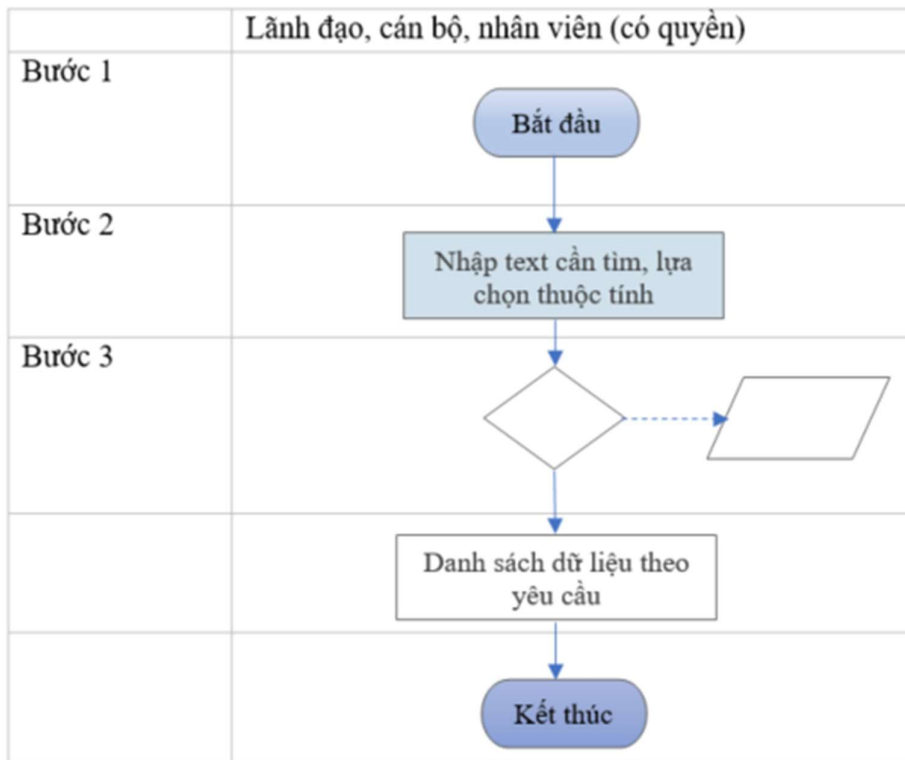 Lãnh đạo, cán bộ, nhân viên (có quyền)
Bước 1
Bắt đầu
Bước 2
Nhập text cần tìm, lựa
chọn thuộc tính
Bước 3
Danh sách dữ liệu theo
yêu cầu
Kết thúc